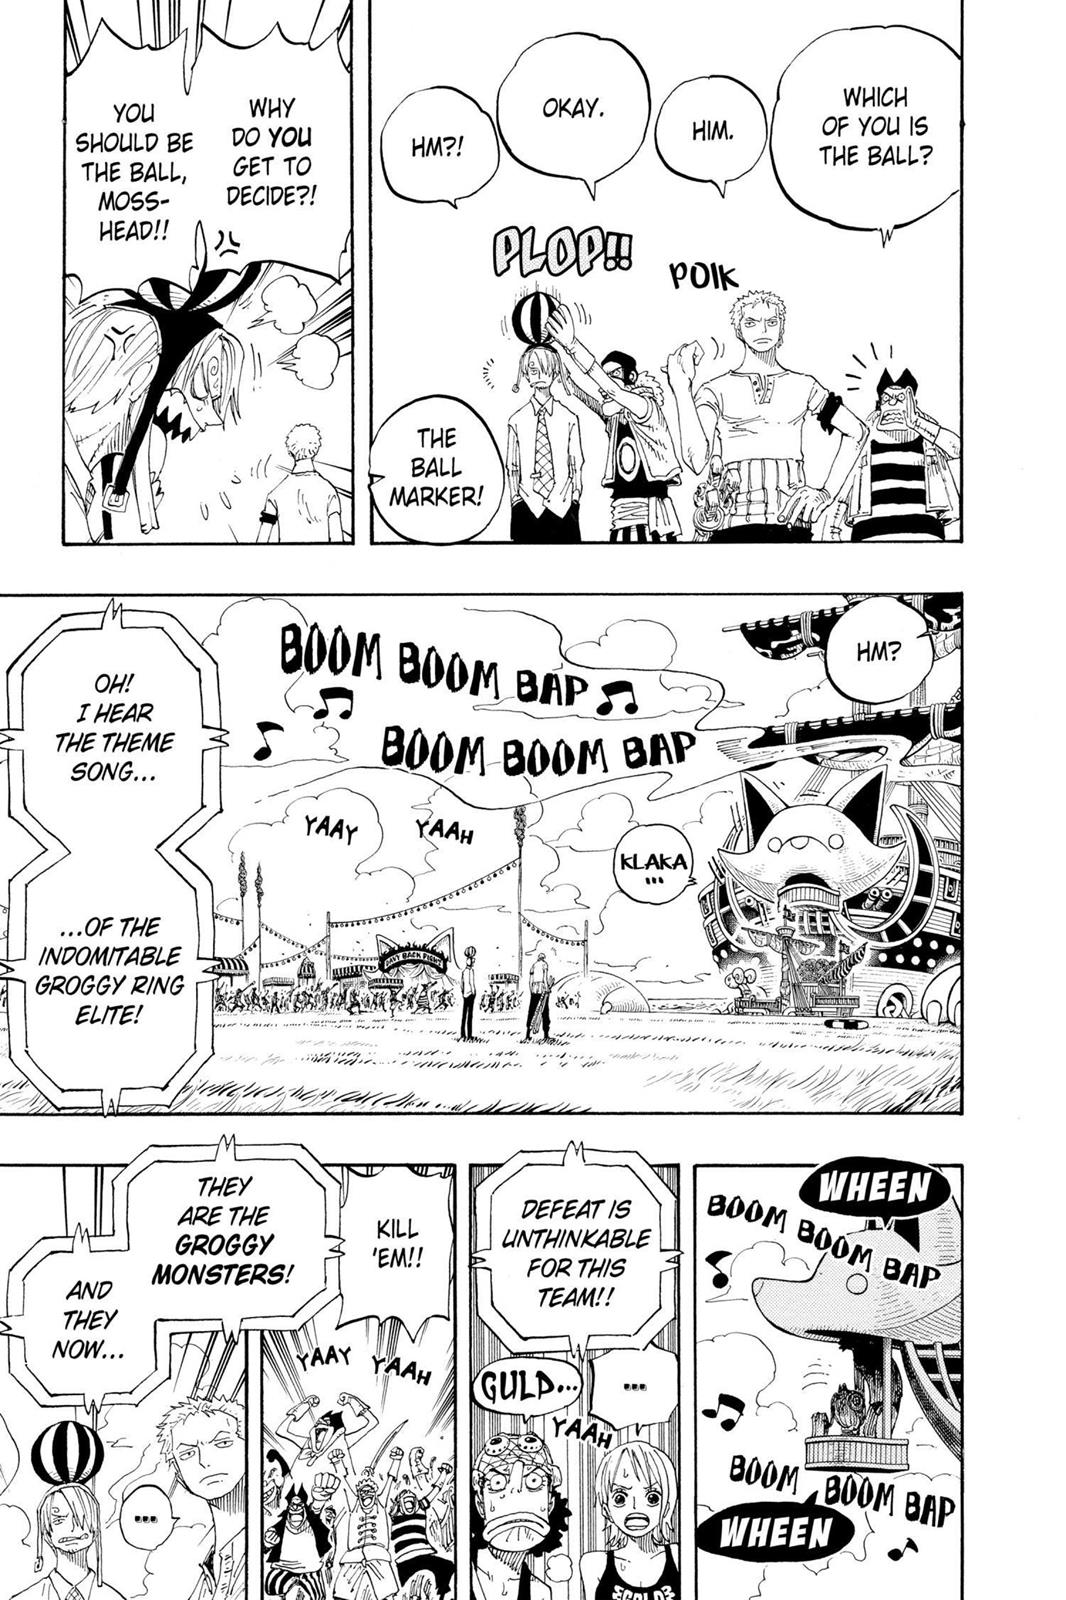 WHICH
OF YOU IS
THE BALL?
HIM.
OKAY.
HM?!
POIK
PLOP!!
THE
BALL
MARKER!
WHY
DO YOU
GET TO
DECIDE?!
YOU
SHOULD BE
THE BALL,
MOSS-
HEAD!!
HM?
BOOM BOOM BAP
BOOM BOOM BAP
OH!
I HEAR
THE THEME
SONG...
YAAY
YAAH
KLAKA
...
...OF THE
INDOMITABLE
GROGGY RING
ELITE!
WHEEN
BOOM BOOM BAP
BOOM BOOM BAP
WHEEN
DEFEAT IS
UNTHINKABLE
FOR THIS
TEAM!!
GULP...
...
YAAH
KILL
'EM!!
YAAY YAAH
THEY
ARE THE
GROGGY
MONSTERS!
AND
THEY
NOW...
...